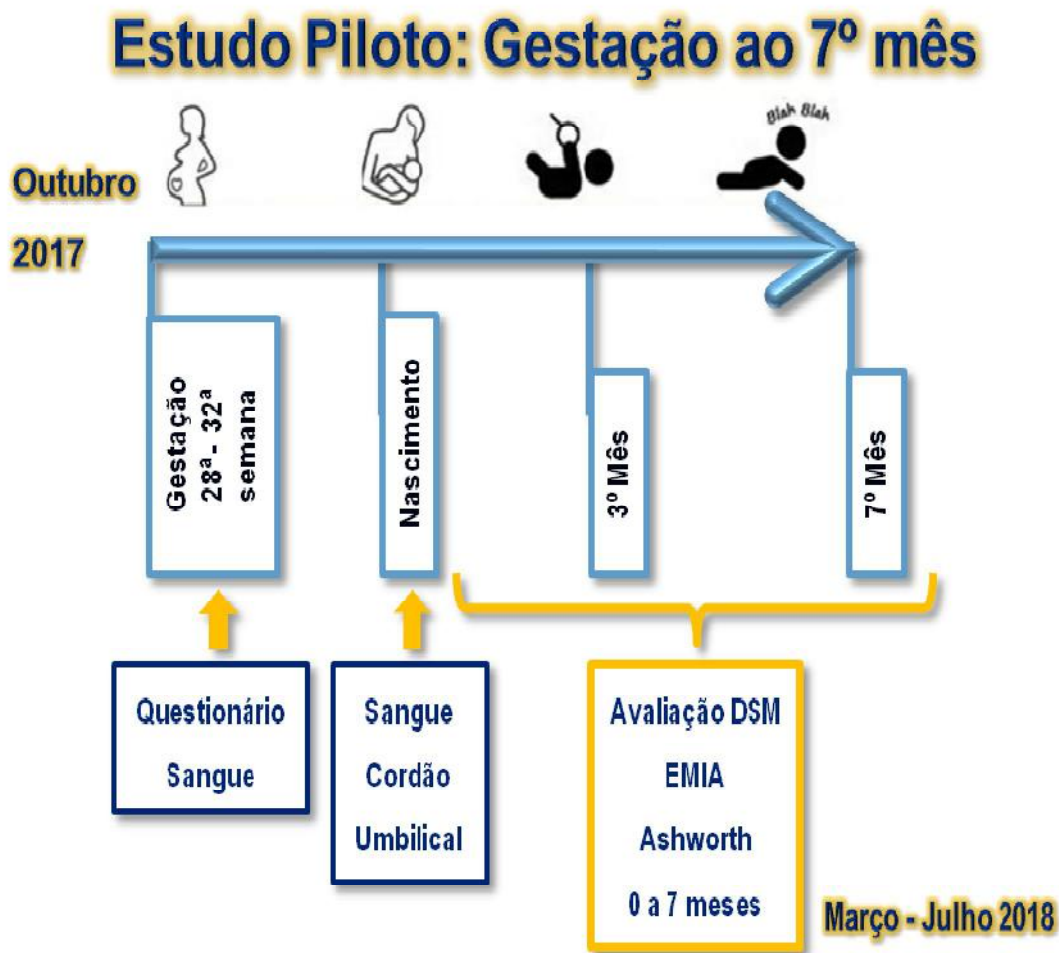 Estudo Piloto: Gestação ao 7º mês
Blah Blah
Outubro
2017
Gestação
28ª - 32ª
semana
Nascimento
3º Mês
7º Mês
Questionário
Sangue
Sangue
Cordão
Umbilical
Avaliação DSM
EMIA
Ashworth
0 a 7 meses
Março - Julho 2018